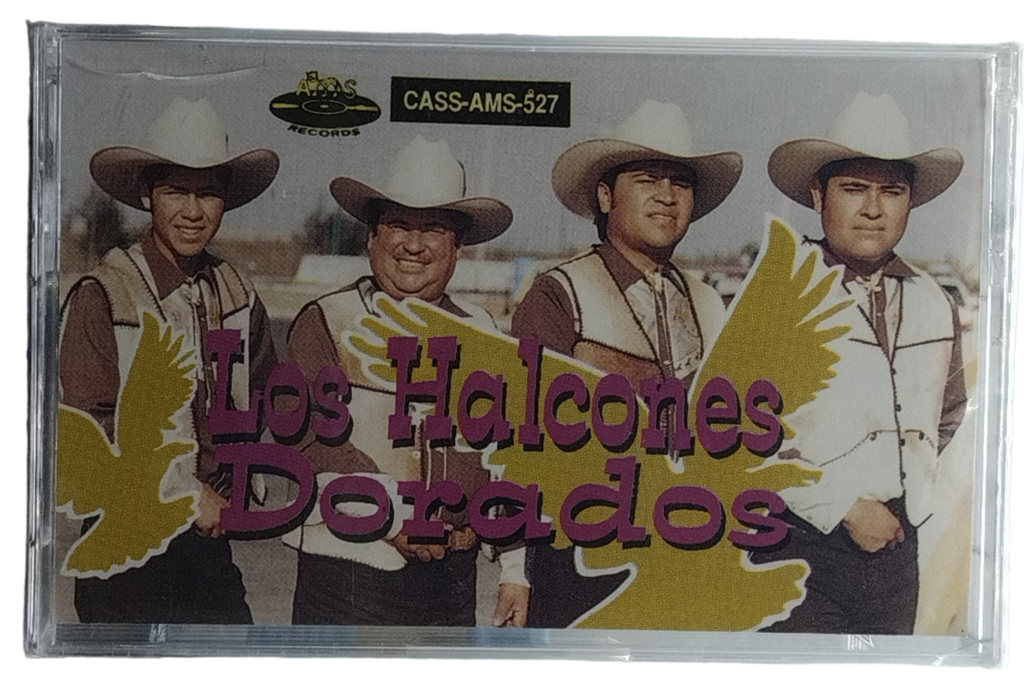 AMS
RECORDS
CASS-AMS-527
Los Halcones
Dorados